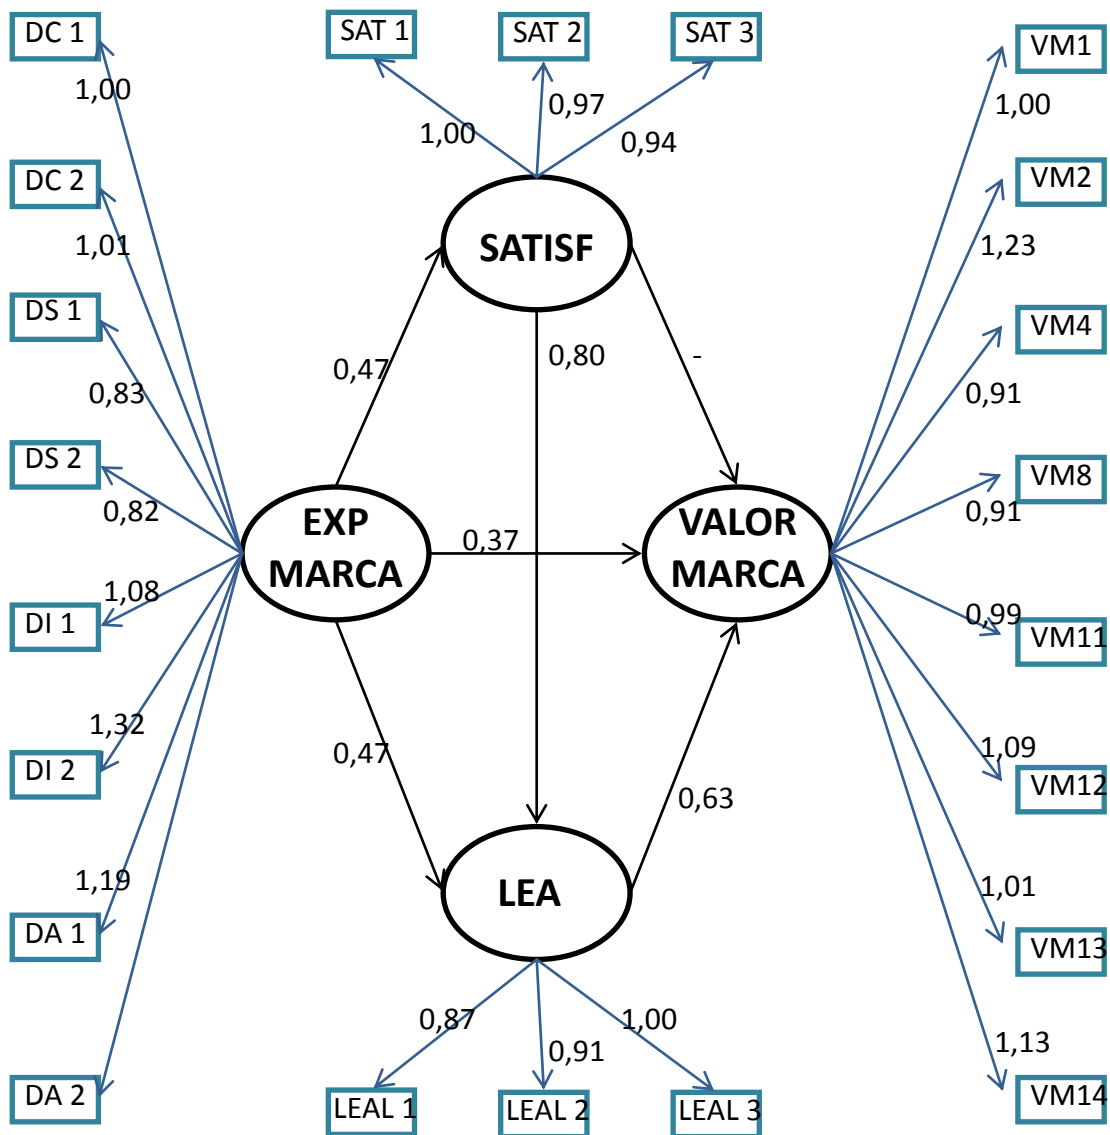 DC 1
SAT 1
SAT 2
SAT 3
VM1
1,00
0,97
1,00
1,00
0,94
DC 2
VM2
1,01
SATISF
1,23
DS 1
VM4
0,47
0,80
-
0,83
0,91
DS 2
VM8
0,82
EXP
MARCA
0,37
VALOR
MARCA
0,91
1,08
DI 1
0,99
VM11
1,32
0,47
1,09
DI 2
VM12
0,63
1,19
LEA
1,01
DA 1
VM13
0,87
1,00
0,91
1,13
DA 2
LEAL 1
LEAL 2
LEAL 3
VM14